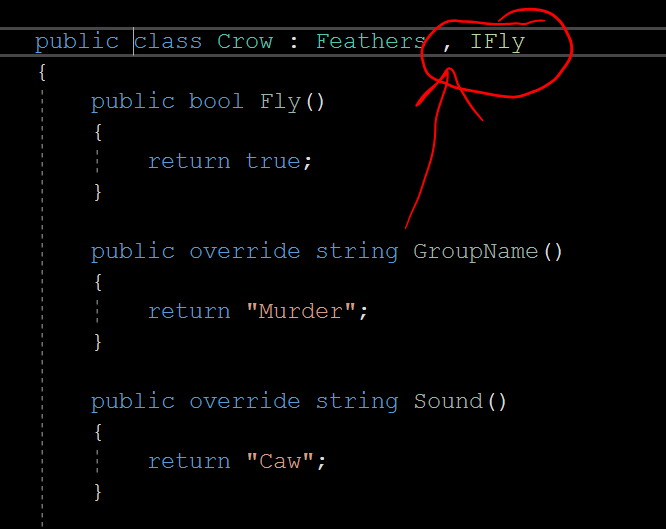 public class Crow : Feathers , IFly
{
public bool Fly()
{
return true;
}
public override string GroupName()
{
return "Murder";
}
public override string Sound()
{
return "Caw";
}